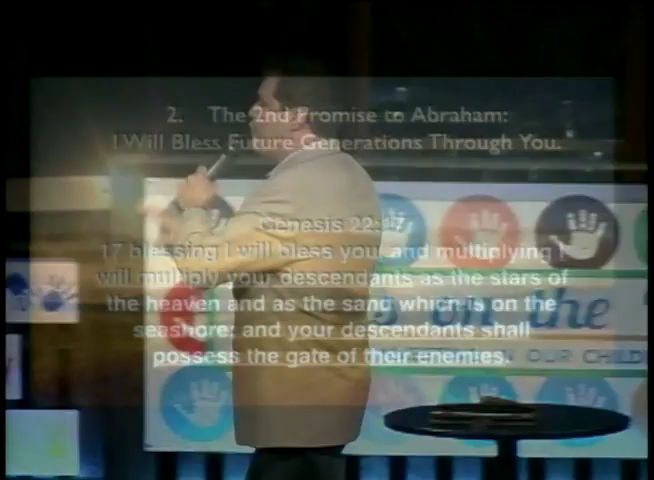 2. The 2nd Promise to Abraham:
I Will Bless Future Generations Through You.
Genesis 22:
17 blessing I will bless you, and multiplying I
will multiply your descendants as the stars of
the heaven and as the sand which is on the
seashore; and your descendants shall
possess the gate of their enemies.
on the
OUR CHILD